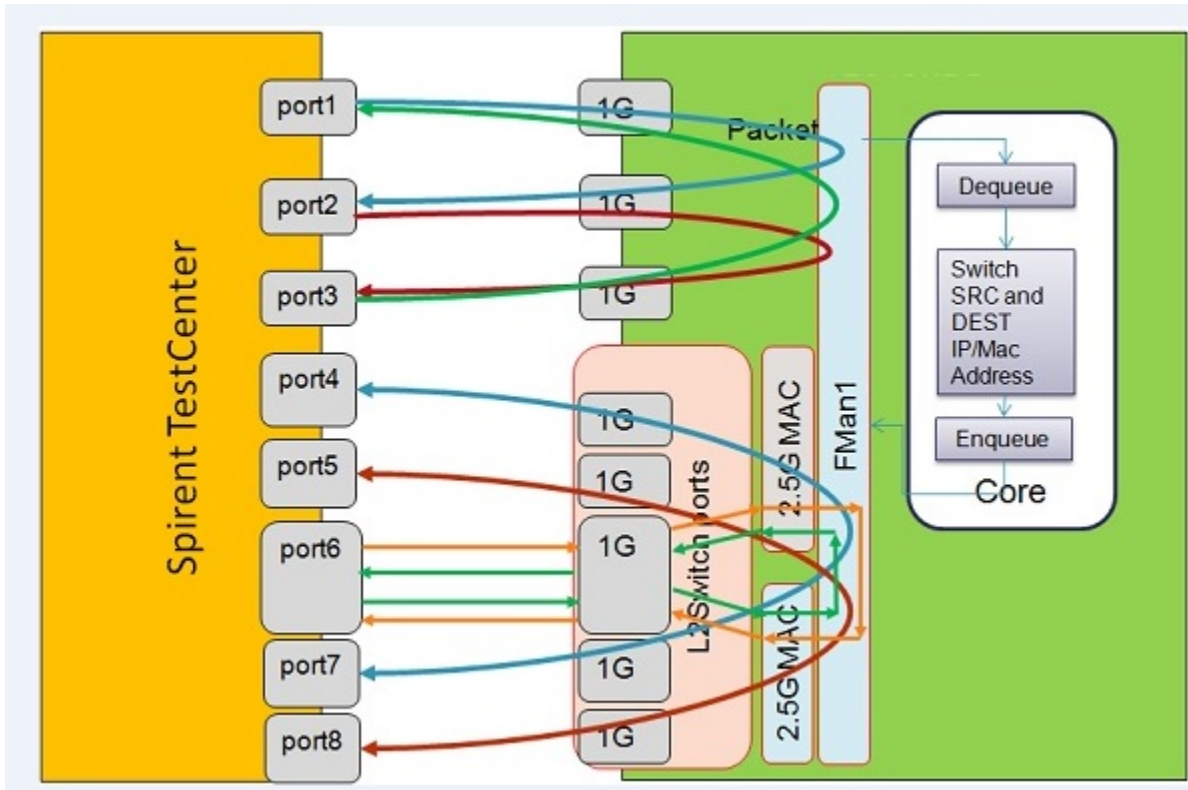 Spirent TestCenter
port1
port2
port3
port4
port5
port6
port7
port8
1G
1G
1G
1G
1G
1G
1G
1G
L2Switch ports
2.5G MAC
2.5G MAC
Packet
FMan1
Dequeue
Switch
SRC and
DEST
IP/Mac
Address
Enqueue
Core